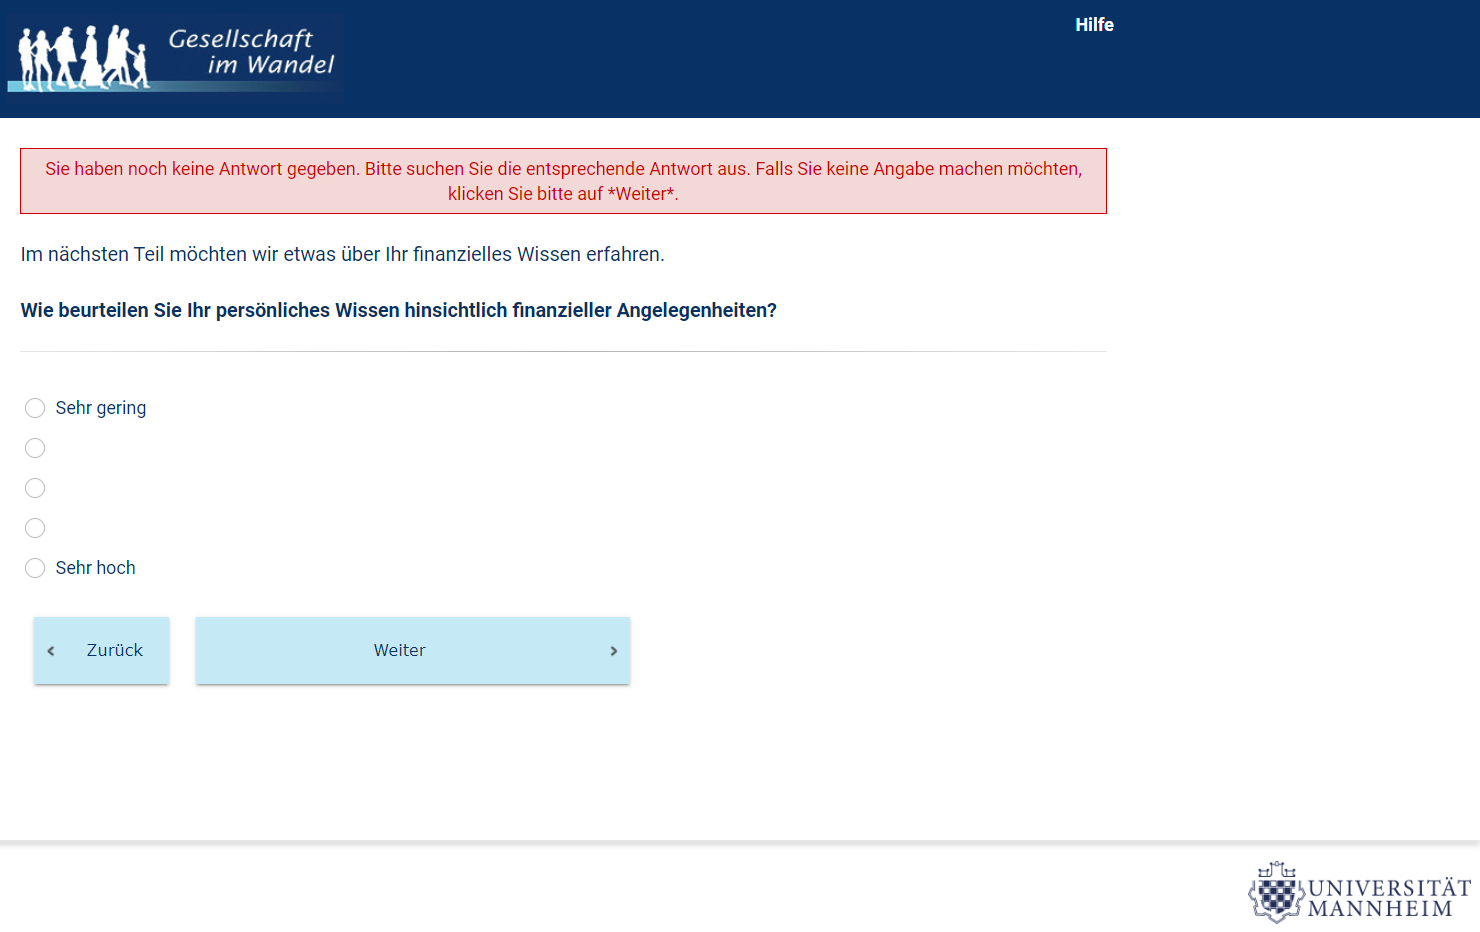 Gesellschaft
im Wandel
Hilfe
Sie haben noch keine Antwort gegeben. Bitte suchen Sie die entsprechende Antwort aus. Falls Sie keine Angabe machen möchten,
klicken Sie bitte auf *Weiter*.
Im nächsten Teil möchten wir etwas über Ihr finanzielles Wissen erfahren.
Wie beurteilen Sie Ihr persönliches Wissen hinsichtlich finanzieller Angelegenheiten?
Sehr gering
Sehr hoch
Zurück
Weiter
UNIVERSITÄT
MANNHEIM